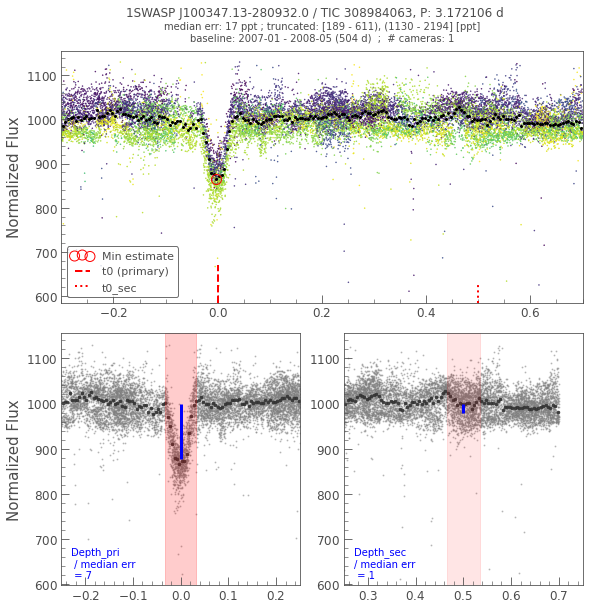 1SWASP J100347.13-280932.0 / TIC 308984063, P: 3.172106 d
median err: 17 ppt ; truncated: [189 - 611), (1130 - 2194] [ppt]
baseline: 2007-01 - 2008-05 (504 d)  ;  # cameras: 1
Normalized Flux
1100
1000
900
800
700
600
Min estimate
t0 (primary)
t0_sec
−0.2
0.0
0.2
0.4
0.6
Normalized Flux
1100
1000
900
800
700
600
Depth_pri
/ median err
= 7
−0.2
−0.1
0.0
0.1
0.2
1100
1000
900
800
700
600
Depth_sec
/ median err
= 1
0.3
0.4
0.5
0.6
0.7